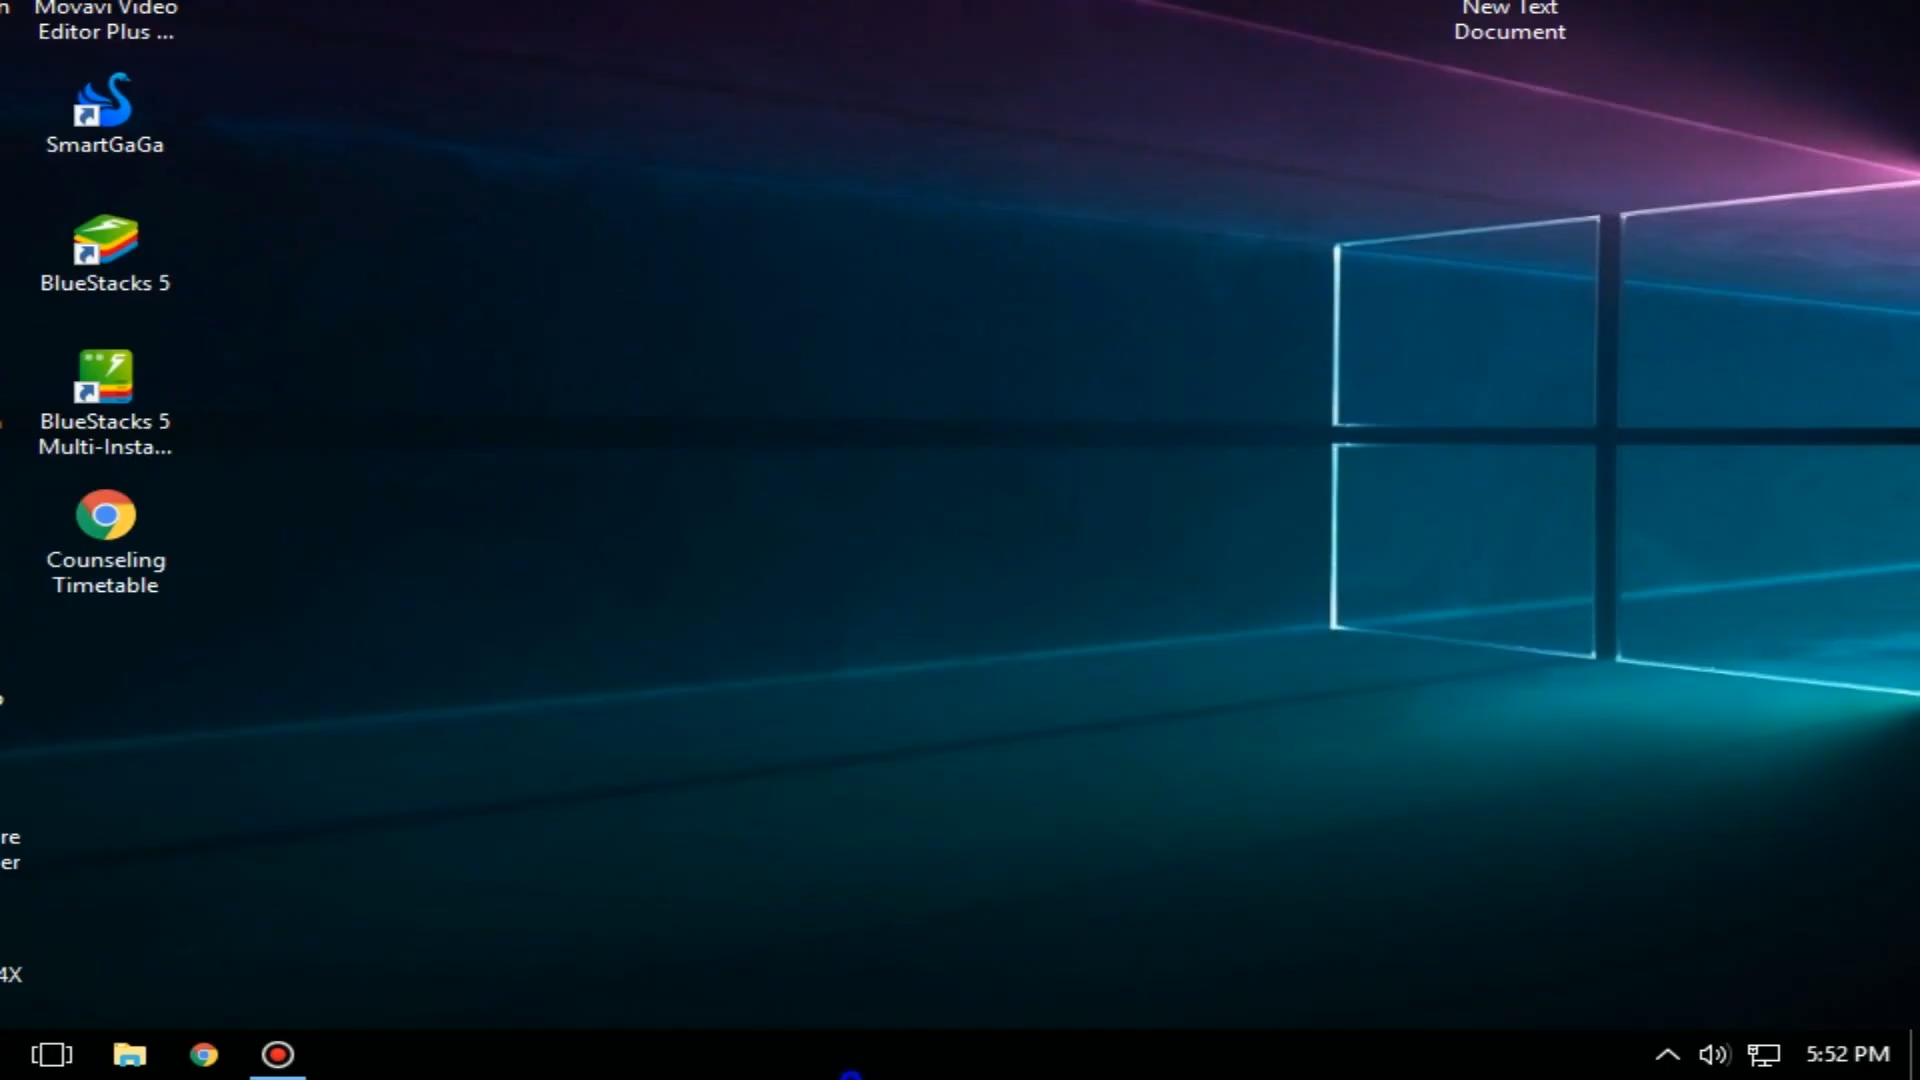 Movavi Video
Editor Plus ...
New Text
Document
SmartGaGa
BlueStacks 5
BlueStacks 5
Multi-Insta...
Counseling
Timetable
re
er
4X
5:52 PM